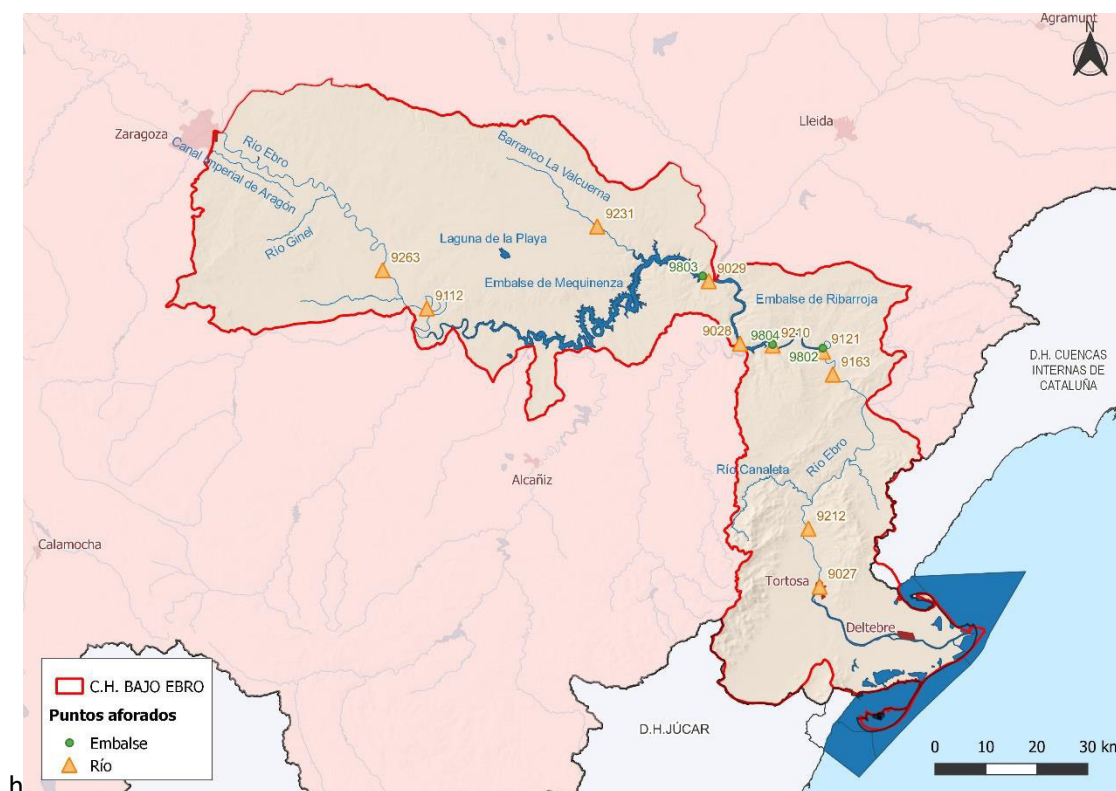 Agramunt
N
Zaragoza
Lleida
Río Ebro
Canal Imperial de Aragón
Barranco La Valcuerna
Río Ginel
9231
Laguna de la Playa
9263
9803
9029
Embalse de Mequinenza
9112
Embalse de Ribarroja
9028
9804
9210
9121
9802
9163
D.H. CUENCAS
INTERNAS DE
CATALUÑA
Río Canaleta
Río Ebro
Alcañiz
9212
Calamocha
9027
Tortosa
Deltebre
C.H. BAJO EBRO
Puntos aforados
Embalse
Río
D.H.JÚCAR
0 10 20 30 km
h